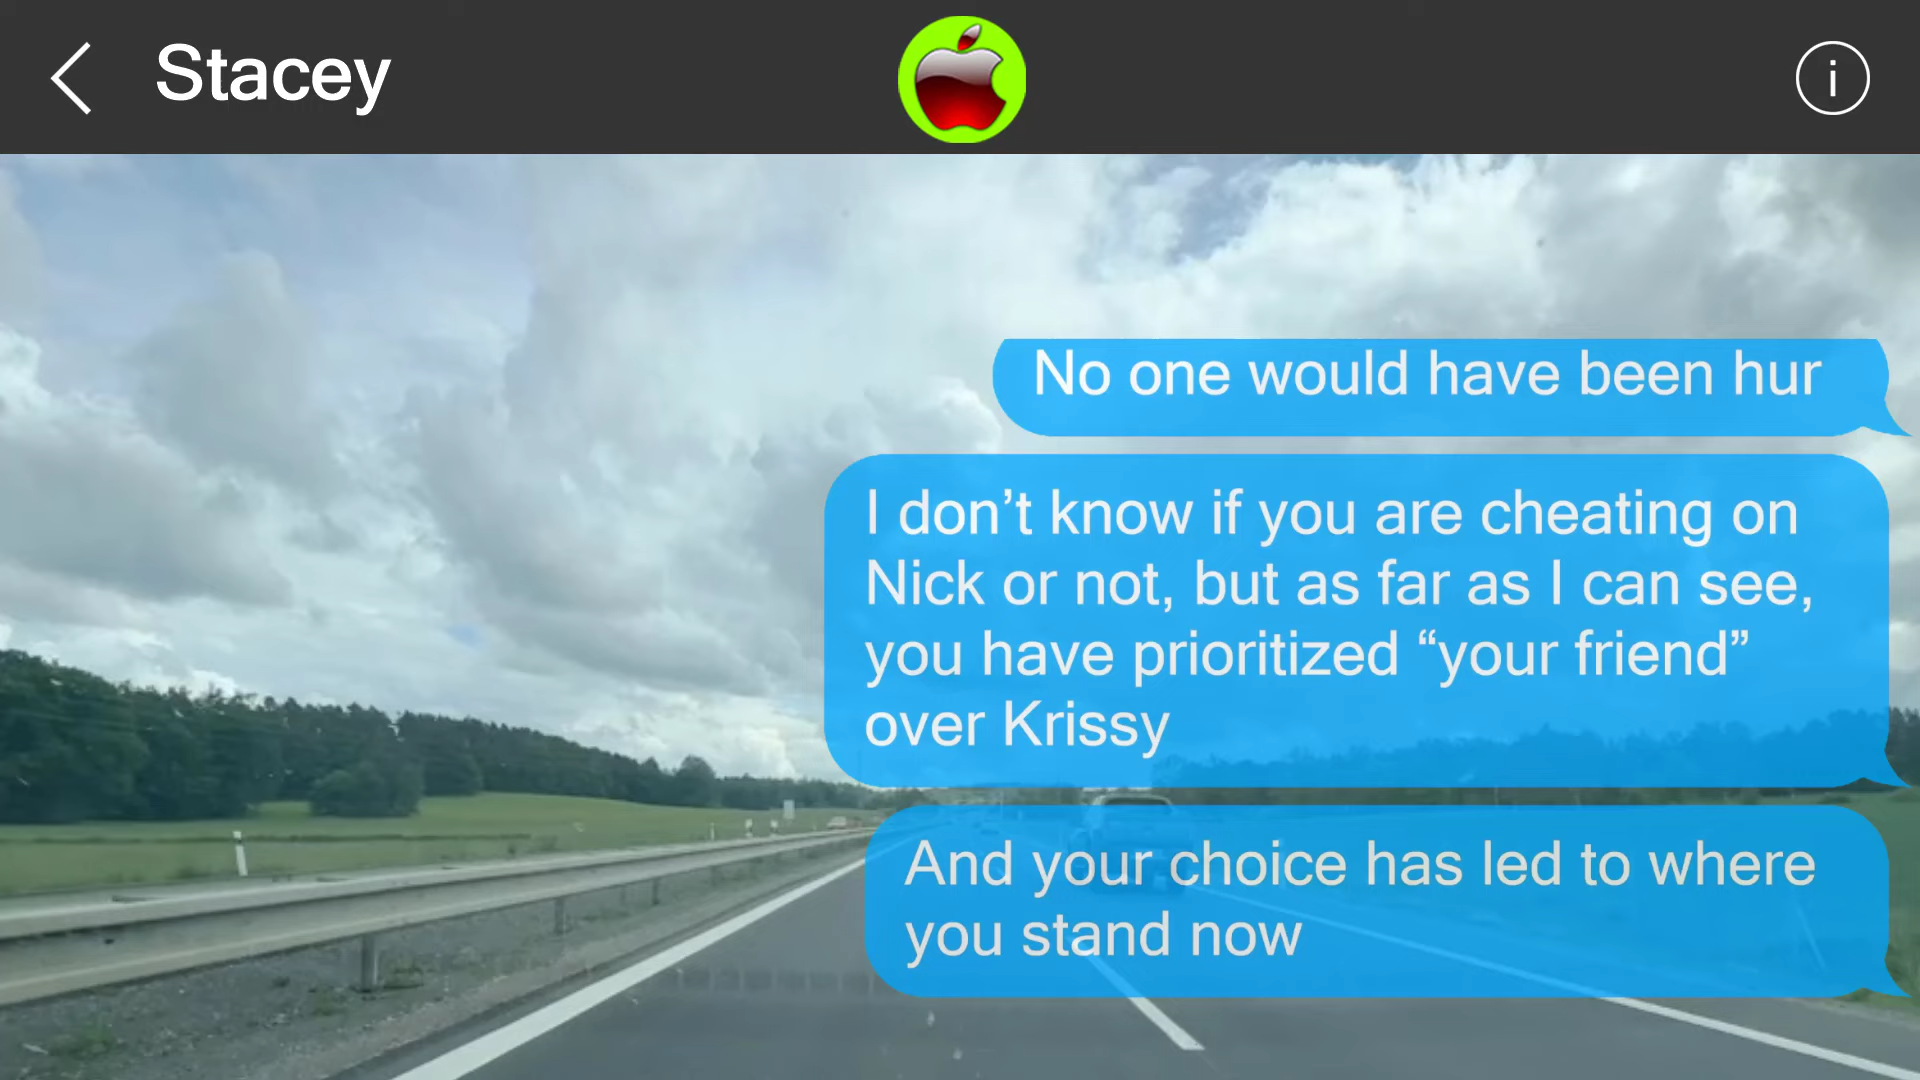 Stacey
i
No one would have been hur
I don’t know if you are cheating on
Nick or not, but as far as I can see,
you have prioritized “your friend”
over Krissy
And your choice has led to where
you stand now